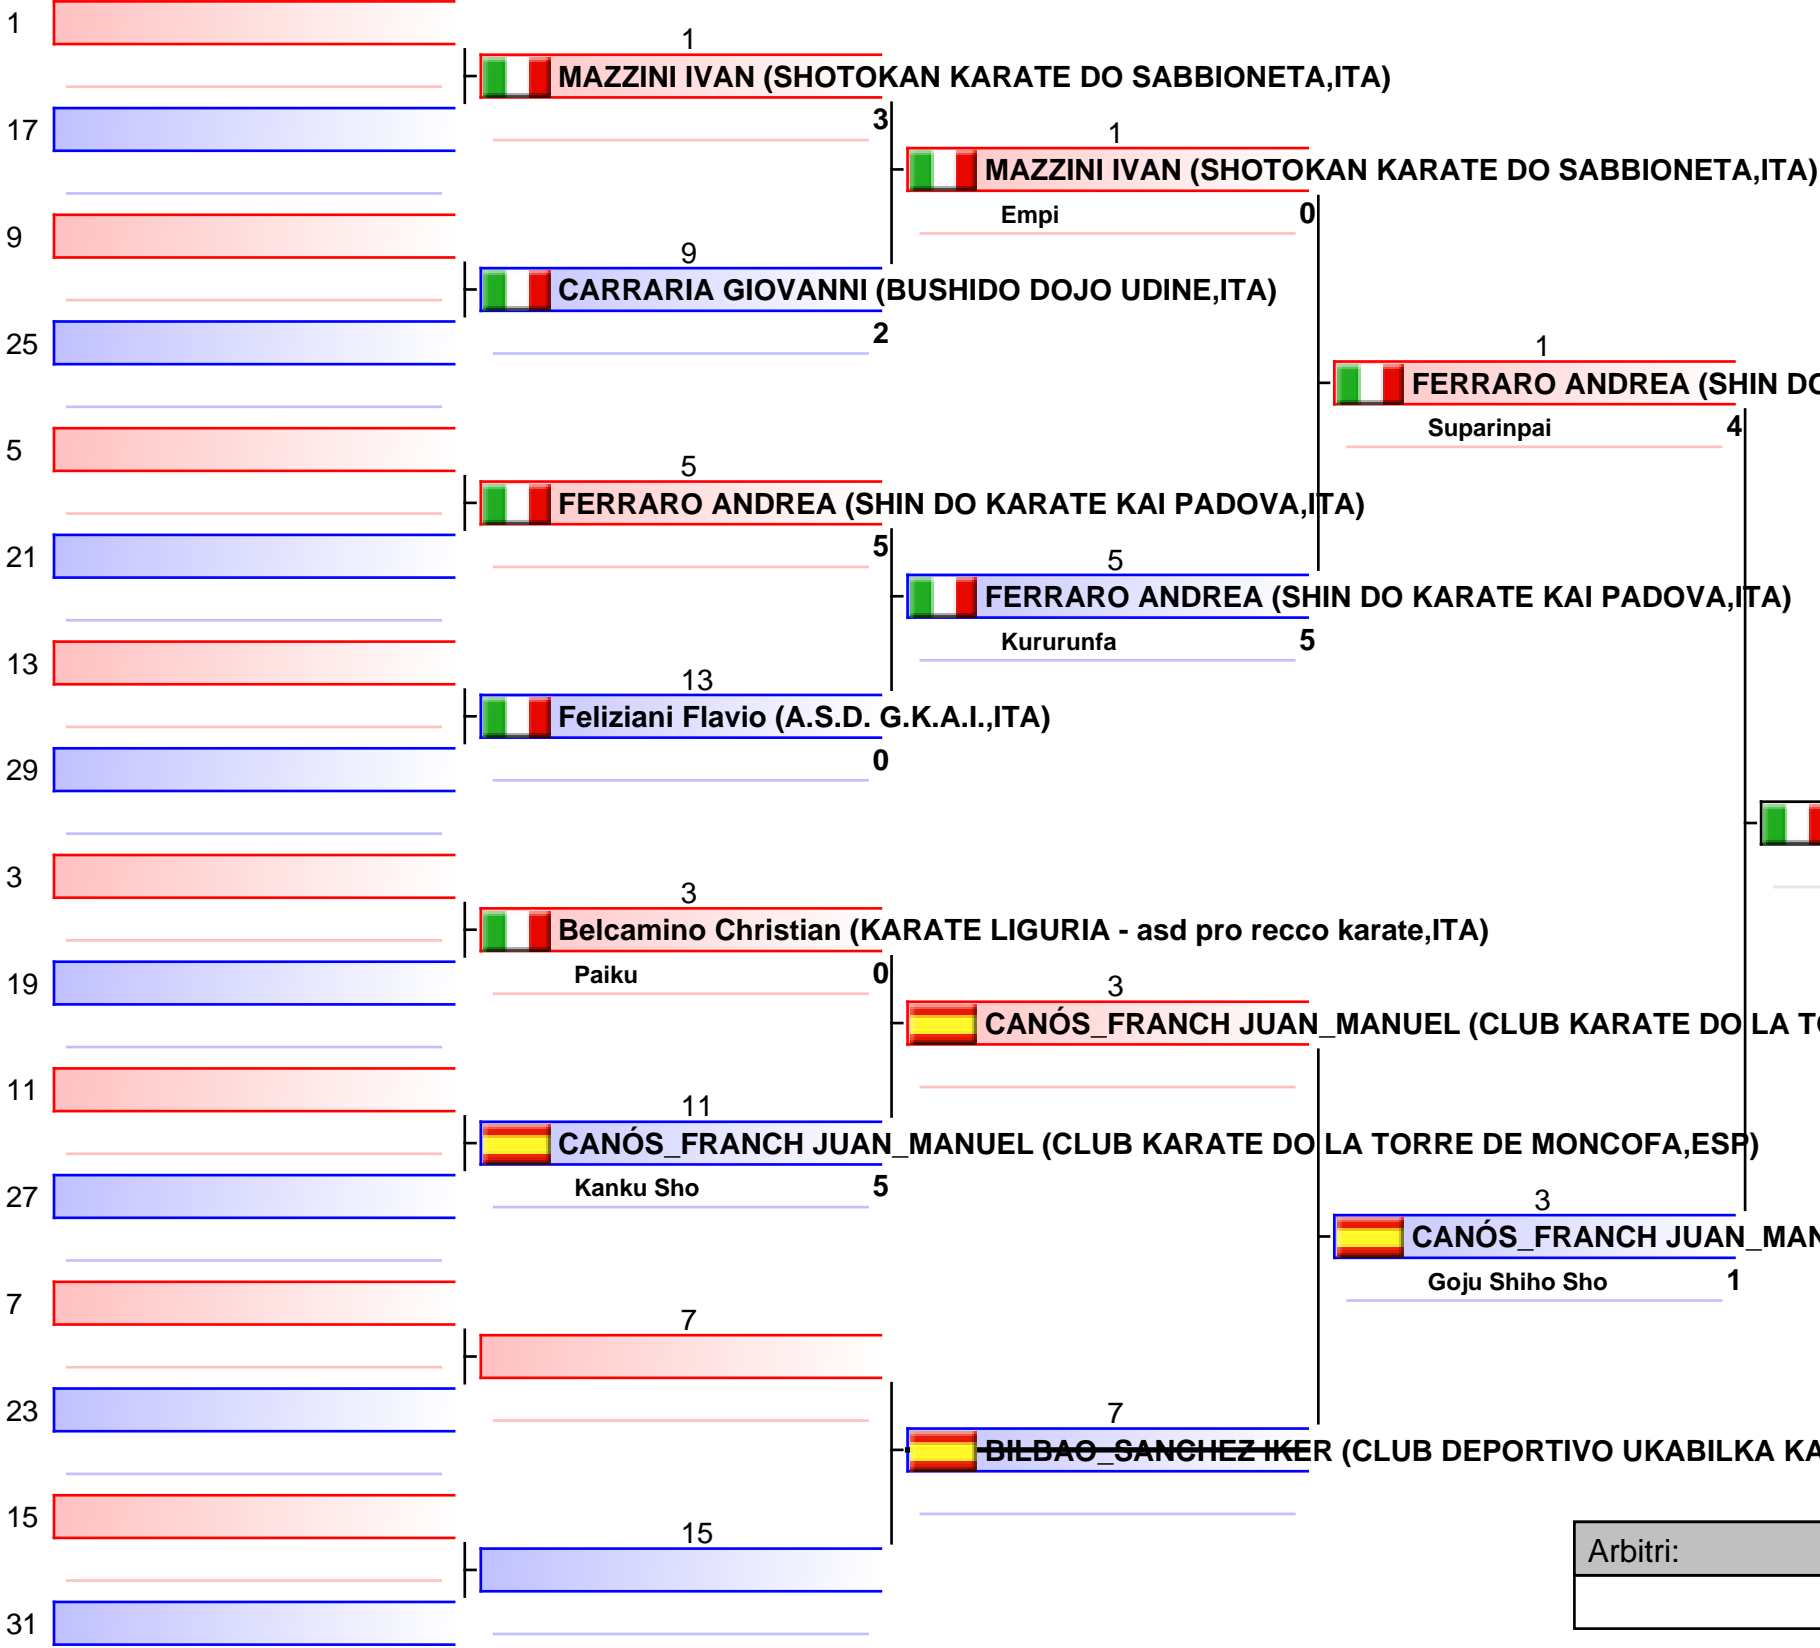 1
17
9
25
5
21
13
29
3
19
11
27
7
23
15
31
1
MAZZINI IVAN (SHOTOKAN KARATE DO SABBIONETA,ITA)
3
9
CARRARIA GIOVANNI (BUSHIDO DOJO UDINE,ITA)
2
5
FERRARO ANDREA (SHIN DO KARATE KAI PADOVA,ITA)
5
13
Feliziani Flavio (A.S.D. G.K.A.I.,ITA)
0
3
Belcamino Christian (KARATE LIGURIA - asd pro recco karate,ITA)
Paiku 0
11
CANÓS_FRANCH JUAN_MANUEL (CLUB KARATE DO LA TORRE DE MONCOFA,ESP)
Kanku Sho 5
7
15
1
MAZZINI IVAN (SHOTOKAN KARATE DO SABBIONETA,ITA)
Empi 0
5
FERRARO ANDREA (SHIN DO KARATE KAI PADOVA,ITA)
Kururunfa 5
3
CANÓS_FRANCH JUAN_MANUEL (CLUB KARATE DO LA
7
BILBAO_SANCHEZ IKER (CLUB DEPORTIVO UKABILKA
1
FERRARO ANDREA (SHIN DO
Suparinpai 4
3
CANÓS_FRANCH JUAN_MAN
Goju Shiho Sho 1
Arbitri: